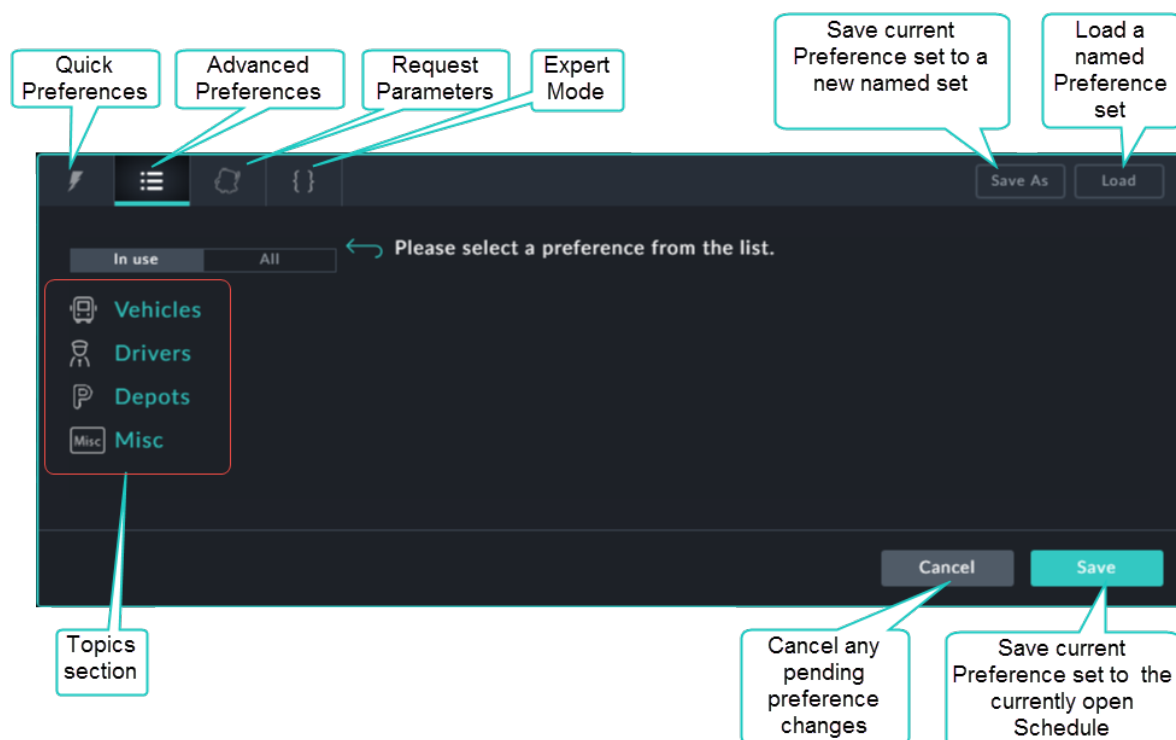 Quick
Preferences
Advanced
Preferences
Request
Parameters
Expert
Mode
Save current
Preference set to a
new named set
Load a
named
Preference
set
{ }
Save As
Load
In use
All
Please select a preference from the list.
Vehicles
Drivers
Depots
Misc Misc
Cancel
Save
Topics
section
Cancel any
pending
preference
changes
Save current
Preference set to the
currently open
Schedule